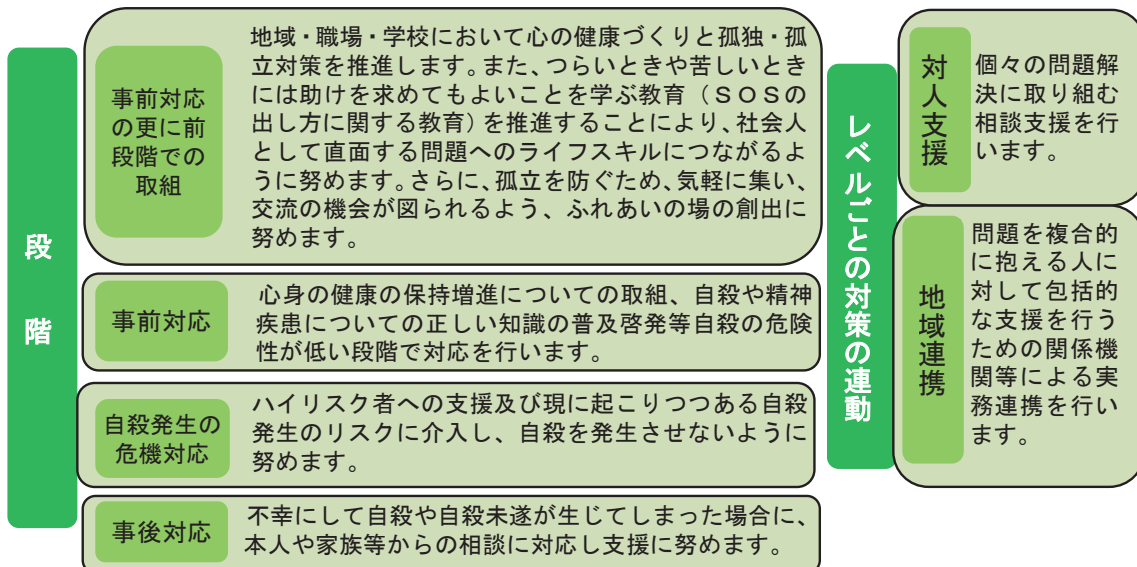 段階
事前対応
の更に前
段階での
取組
地域・職場・学校において心の健康づくりと孤独・孤
立対策を推進します。また、つらいときや苦しいとき
には助けを求めてもよいことを学ぶ教育（ＳＯＳの
出し方に関する教育）を推進することにより、社会人
として直面する問題へのライフスキルにつながるよ
うに努めます。さらに、孤立を防ぐため、気軽に集い、
交流の機会が図られるよう、ふれあいの場の創出に
努めます。
事前対応
心身の健康の保持増進についての取組、自殺や精神
疾患についての正しい知識の普及啓発等自殺の危険
性が低い段階で対応を行います。
自殺発生の
危機対応
ハイリスク者への支援及び現に起こりつつある自殺
発生のリスクに介入し、自殺を発生させないように
努めます。
事後対応
不幸にして自殺や自殺未遂が生じてしまった場合に、
本人や家族等からの相談に対応し支援に努めます。
レベルごとの対策の連動
対人支援
個々の問題解
決に取り組む
相談支援を行
います。
地域連携
問題を複合的
に抱える人に
対して包括的
な支援を行う
ための関係機
関等による実
務連携を行い
ます。